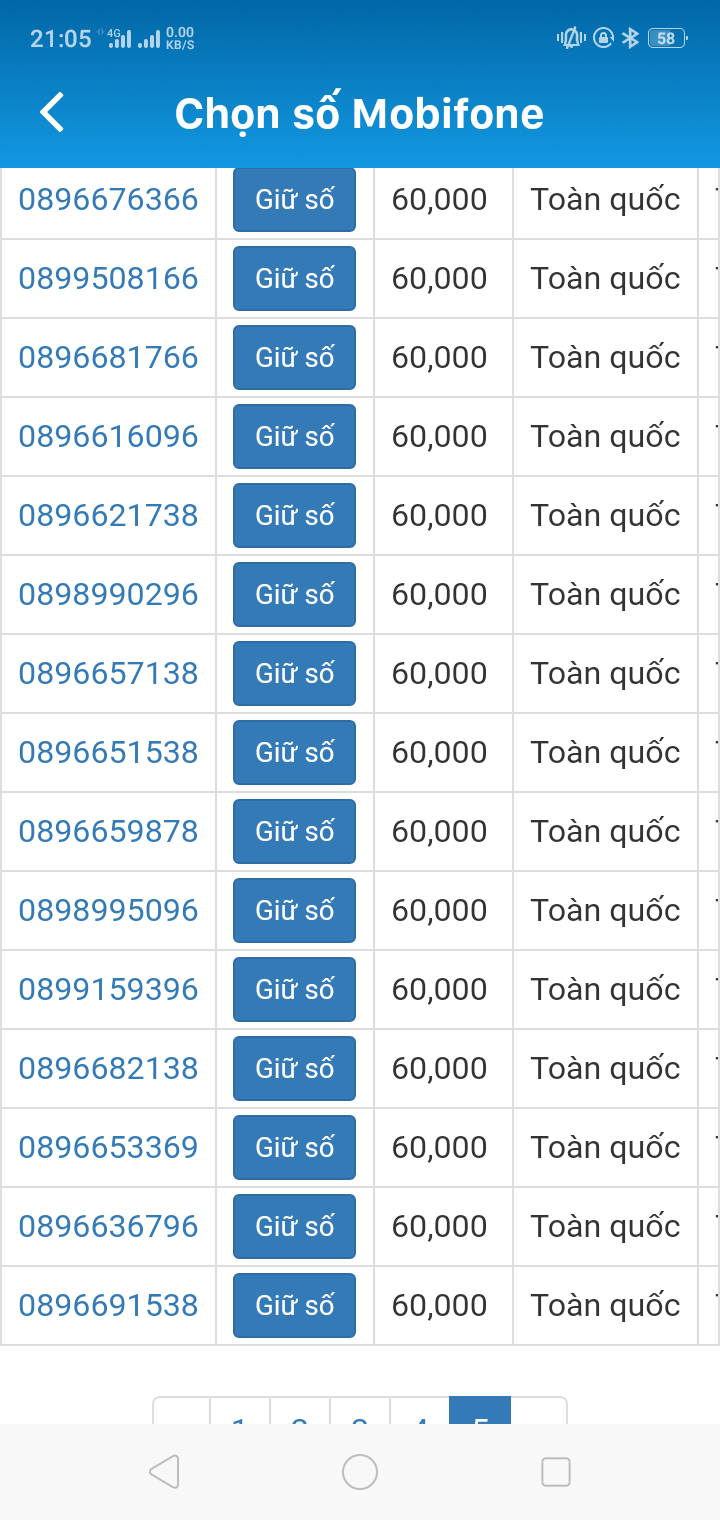 21:05 4G 0.00 KB/S 58
Chọn số Mobifone
0896676366 Giữ số 60,000 Toàn quốc
0899508166 Giữ số 60,000 Toàn quốc
0896681766 Giữ số 60,000 Toàn quốc
0896616096 Giữ số 60,000 Toàn quốc
0896621738 Giữ số 60,000 Toàn quốc
0898990296 Giữ số 60,000 Toàn quốc
0896657138 Giữ số 60,000 Toàn quốc
0896651538 Giữ số 60,000 Toàn quốc
0896659878 Giữ số 60,000 Toàn quốc
0898995096 Giữ số 60,000 Toàn quốc
0899159396 Giữ số 60,000 Toàn quốc
0896682138 Giữ số 60,000 Toàn quốc
0896653369 Giữ số 60,000 Toàn quốc
0896636796 Giữ số 60,000 Toàn quốc
0896691538 Giữ số 60,000 Toàn quốc
1 2 3 4 5